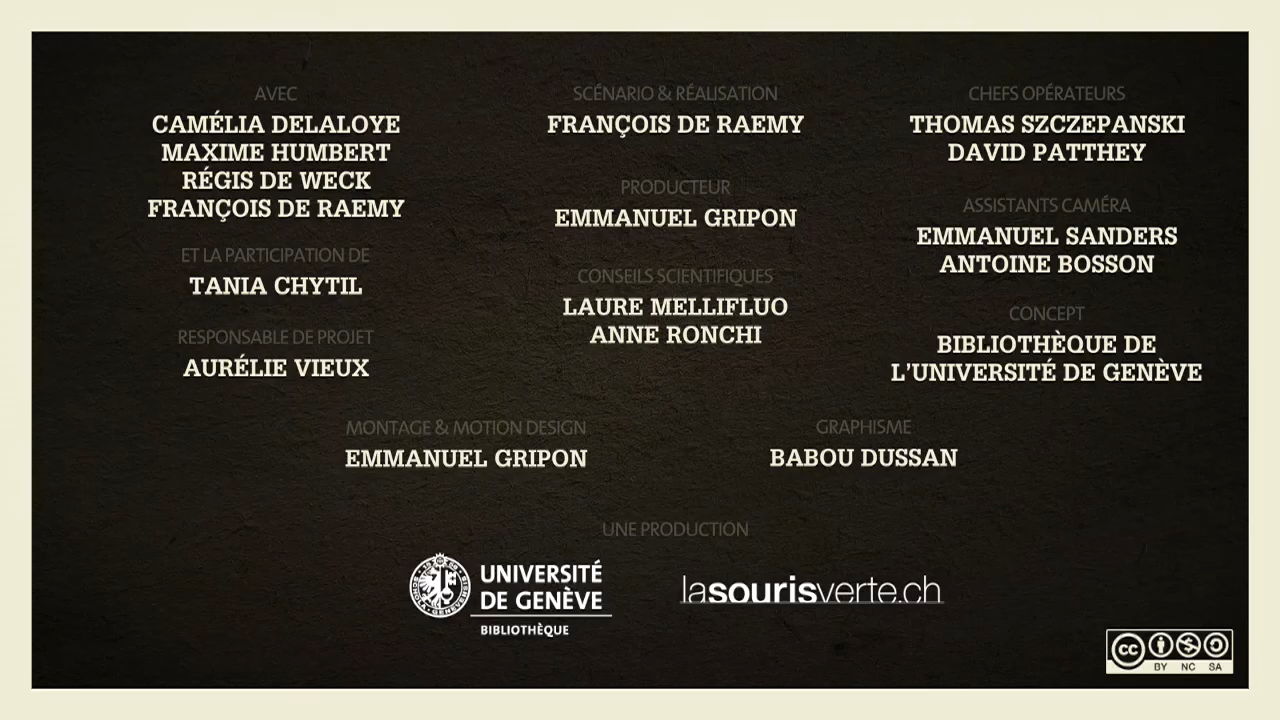 AVEC
CAMÉLIA DELALOYE
MAXIME HUMBERT
RÉGIS DE WECK
FRANÇOIS DE RAEMY
ET LA PARTICIPATION DE
TANIA CHYTIL
RESPONSABLE DE PROJET
AURÉLIE VIEUX
SCÉNARIO & RÉALISATION
FRANÇOIS DE RAEMY
PRODUCTEUR
EMMANUEL GRIPON
CONSEILS SCIENTIFIQUES
LAURE MELLIFLUO
ANNE RONCHI
CHEFS OPÉRATEURS
THOMAS SZCZEPANSKI
DAVID PATTHEY
ASSISTANTS CAMÉRA
EMMANUEL SANDERS
ANTOINE BOSSON
CONCEPT
BIBLIOTHÈQUE DE
L'UNIVERSITÉ DE GENÈVE
MONTAGE & MOTION DESIGN
EMMANUEL GRIPON
GRAPHISME
BABOU DUSSAN
UNE PRODUCTION
UNIVERSITÉ
DE GENÈVE
BIBLIOTHÈQUE
lasourisverte.ch
cc
BY NC SA